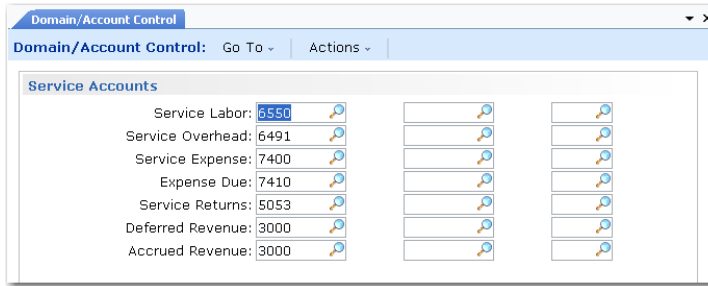 Domain/Account Control
Domain/Account Control: Go To Actions
Service Accounts
Service Labor: 6550
Service Overhead: 6491
Service Expense: 7400
Expense Due: 7410
Service Returns: 5053
Deferred Revenue: 3000
Accrued Revenue: 3000